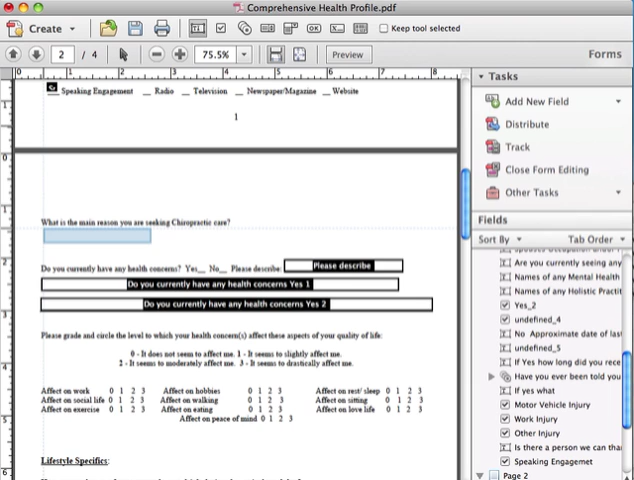 Comprehensive Health Profile.pdf
Create
OK
Keep tool selected
2 / 4
75.5%
Preview
Forms
0 1 2 3 4 5 6 7 8
Tasks
Add New Field
Distribute
Track
Close Form Editing
Other Tasks
Fields
Sort By Tab Order
Are you currently seeing any
Names of any Mental Health
Names of any Holistic Practit
Yes_2
undefined_4
No Approximate date of las
undefined_5
If Yes how long did you rece
Have you ever been told you
If yes what
Motor Vehicle Injury
Work Injury
Other Injury
Is there a person we can tha
Speaking Engagemet
Page 2
__ Speaking Engagement __ Radio __ Television __ Newspaper/Magazine __ Website
1
What is the main reason you are seeking Chiropractic care?
Do you currently have any health concerns? Yes__ No__ Please describe: Please describe
Do you currently have any health concerns Yes 1
Do you currently have any health concerns Yes 2
Please grade and circle the level to which your health concern(s) affect these aspects of your quality of life:
0 - It does not seem to affect me. 1 - It seems to slightly affect me.
2 - It seems to moderately affect me. 3 - It seems to drastically affect me.
Affect on work 0 1 2 3 Affect on hobbies 0 1 2 3 Affect on rest/ sleep 0 1 2 3
Affect on social life 0 1 2 3 Affect on walking 0 1 2 3 Affect on sitting 0 1 2 3
Affect on exercise 0 1 2 3 Affect on eating 0 1 2 3 Affect on love life 0 1 2 3
Affect on peace of mind 0 1 2 3
Lifestyle Specifics: